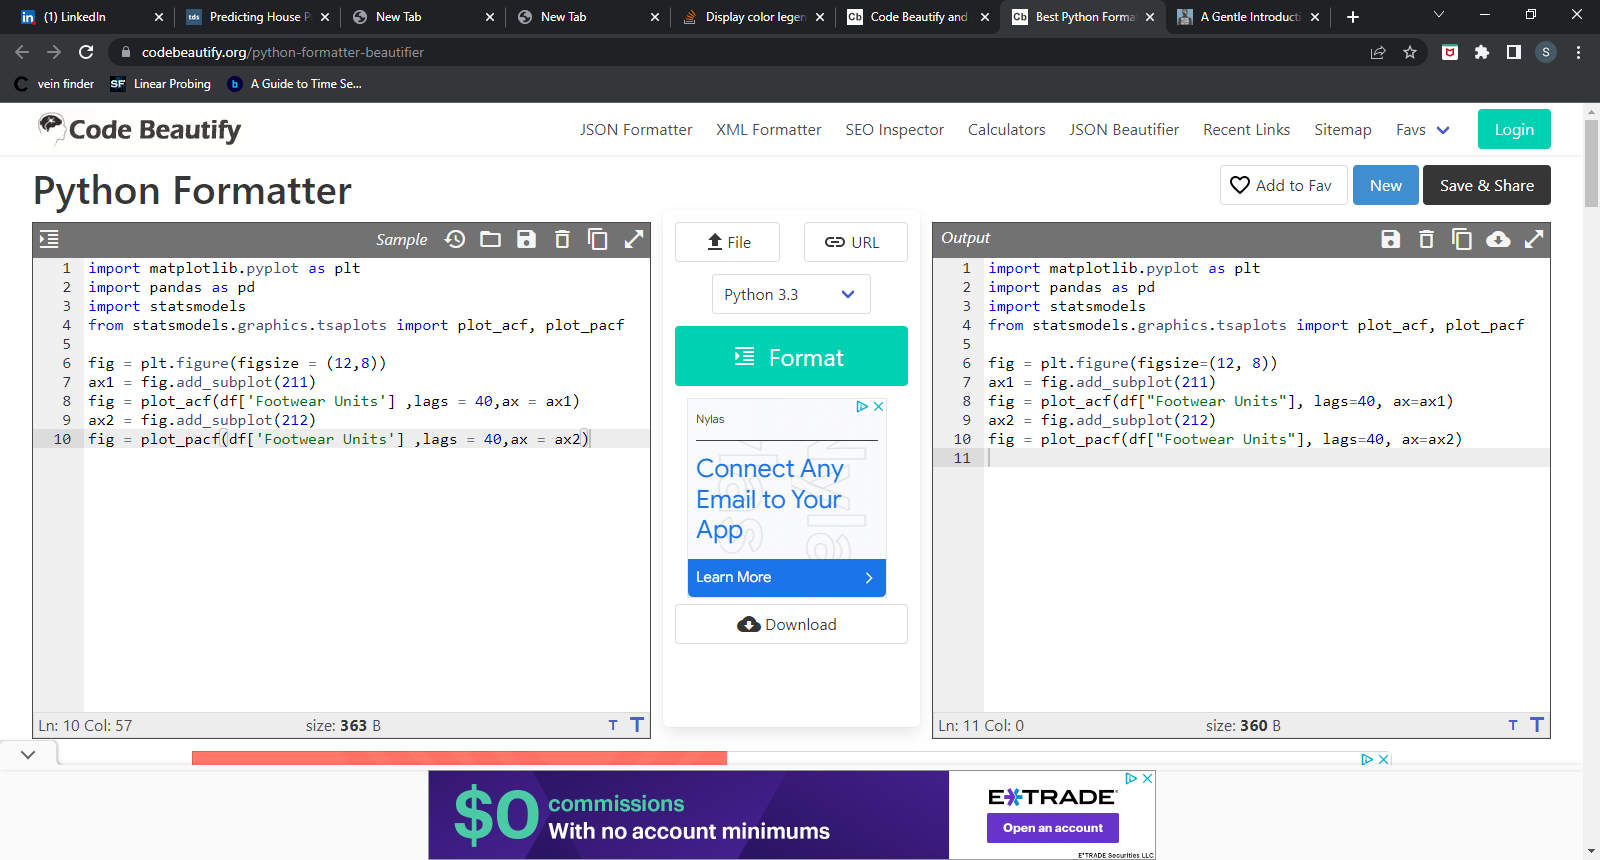 (1) LinkedIn
tds Predicting House P
New Tab
New Tab
Display color legen
Cb Code Beautify and
Cb Best Python Forma
A Gentle Introducti
codebeautify.org/python-formatter-beautifier
S
vein finder
SF Linear Probing
b A Guide to Time Se...
Code Beautify
JSON Formatter
XML Formatter
SEO Inspector
Calculators
JSON Beautifier
Recent Links
Sitemap
Favs
Login
Python Formatter
Add to Fav
New
Save & Share
Sample
1 import matplotlib.pyplot as plt
2 import pandas as pd
3 import statsmodels
4 from statsmodels.graphics.tsaplots import plot_acf, plot_pacf
5
6 fig = plt.figure(figsize = (12,8))
7 ax1 = fig.add_subplot(211)
8 fig = plot_acf(df['Footwear Units'] ,lags = 40,ax = ax1)
9 ax2 = fig.add_subplot(212)
10 fig = plot_pacf(df['Footwear Units'] ,lags = 40,ax = ax2)
Ln: 10 Col: 57
size: 363 B
T T
File
URL
Python 3.3
Format
Nylas
Connect Any
Email to Your
App
Learn More
Download
Output
1 import matplotlib.pyplot as plt
2 import pandas as pd
3 import statsmodels
4 from statsmodels.graphics.tsaplots import plot_acf, plot_pacf
5
6 fig = plt.figure(figsize=(12, 8))
7 ax1 = fig.add_subplot(211)
8 fig = plot_acf(df["Footwear Units"], lags=40, ax=ax1)
9 ax2 = fig.add_subplot(212)
10 fig = plot_pacf(df["Footwear Units"], lags=40, ax=ax2)
11
Ln: 11 Col: 0
size: 360 B
T T
$0 commissions
With no account minimums
E*TRADE
Open an account
E*TRADE Securities LLC